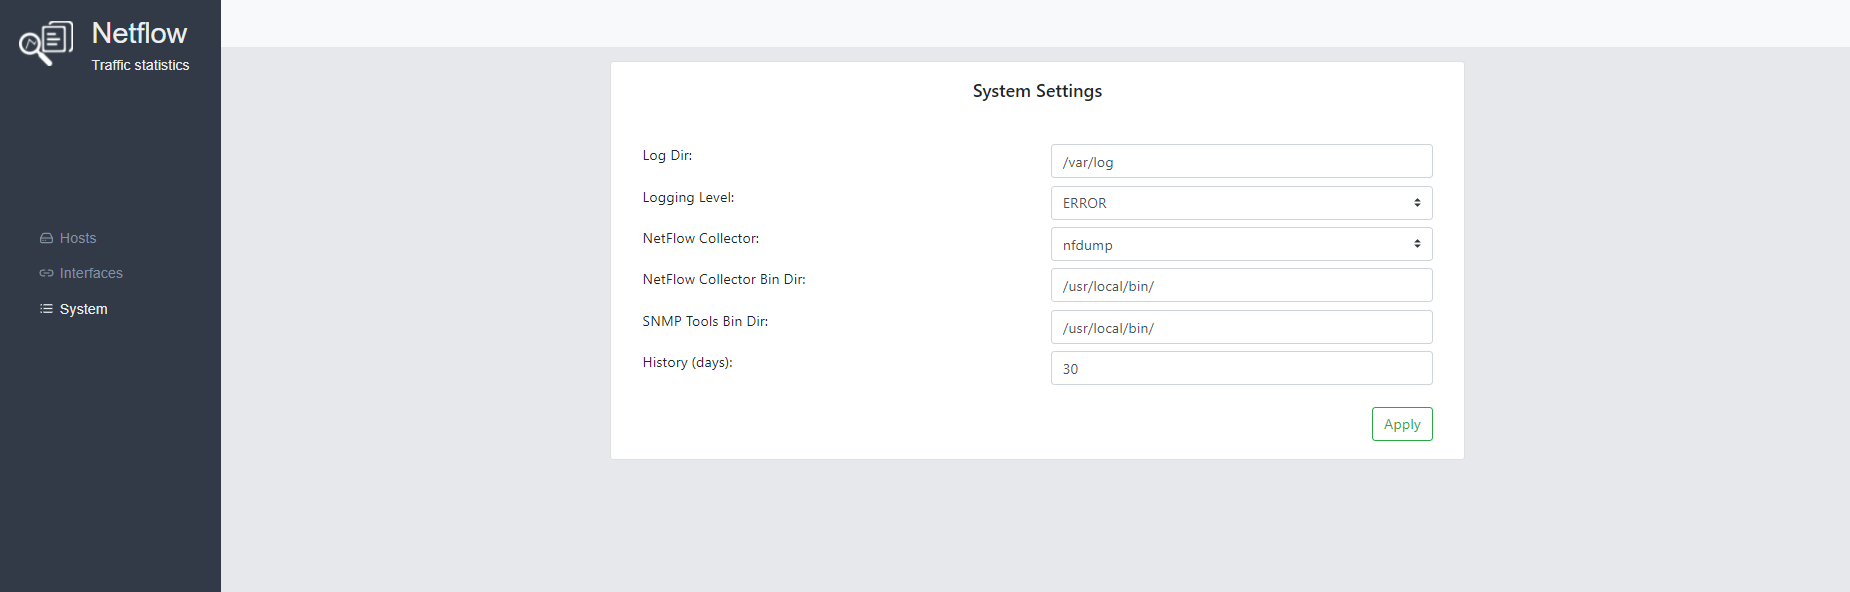 Netflow
Traffic statistics
Hosts
Interfaces
System
System Settings
Log Dir:
/var/log
Logging Level:
ERROR
NetFlow Collector:
nfdump
NetFlow Collector Bin Dir:
/usr/local/bin/
SNMP Tools Bin Dir:
/usr/local/bin/
History (days):
30
Apply